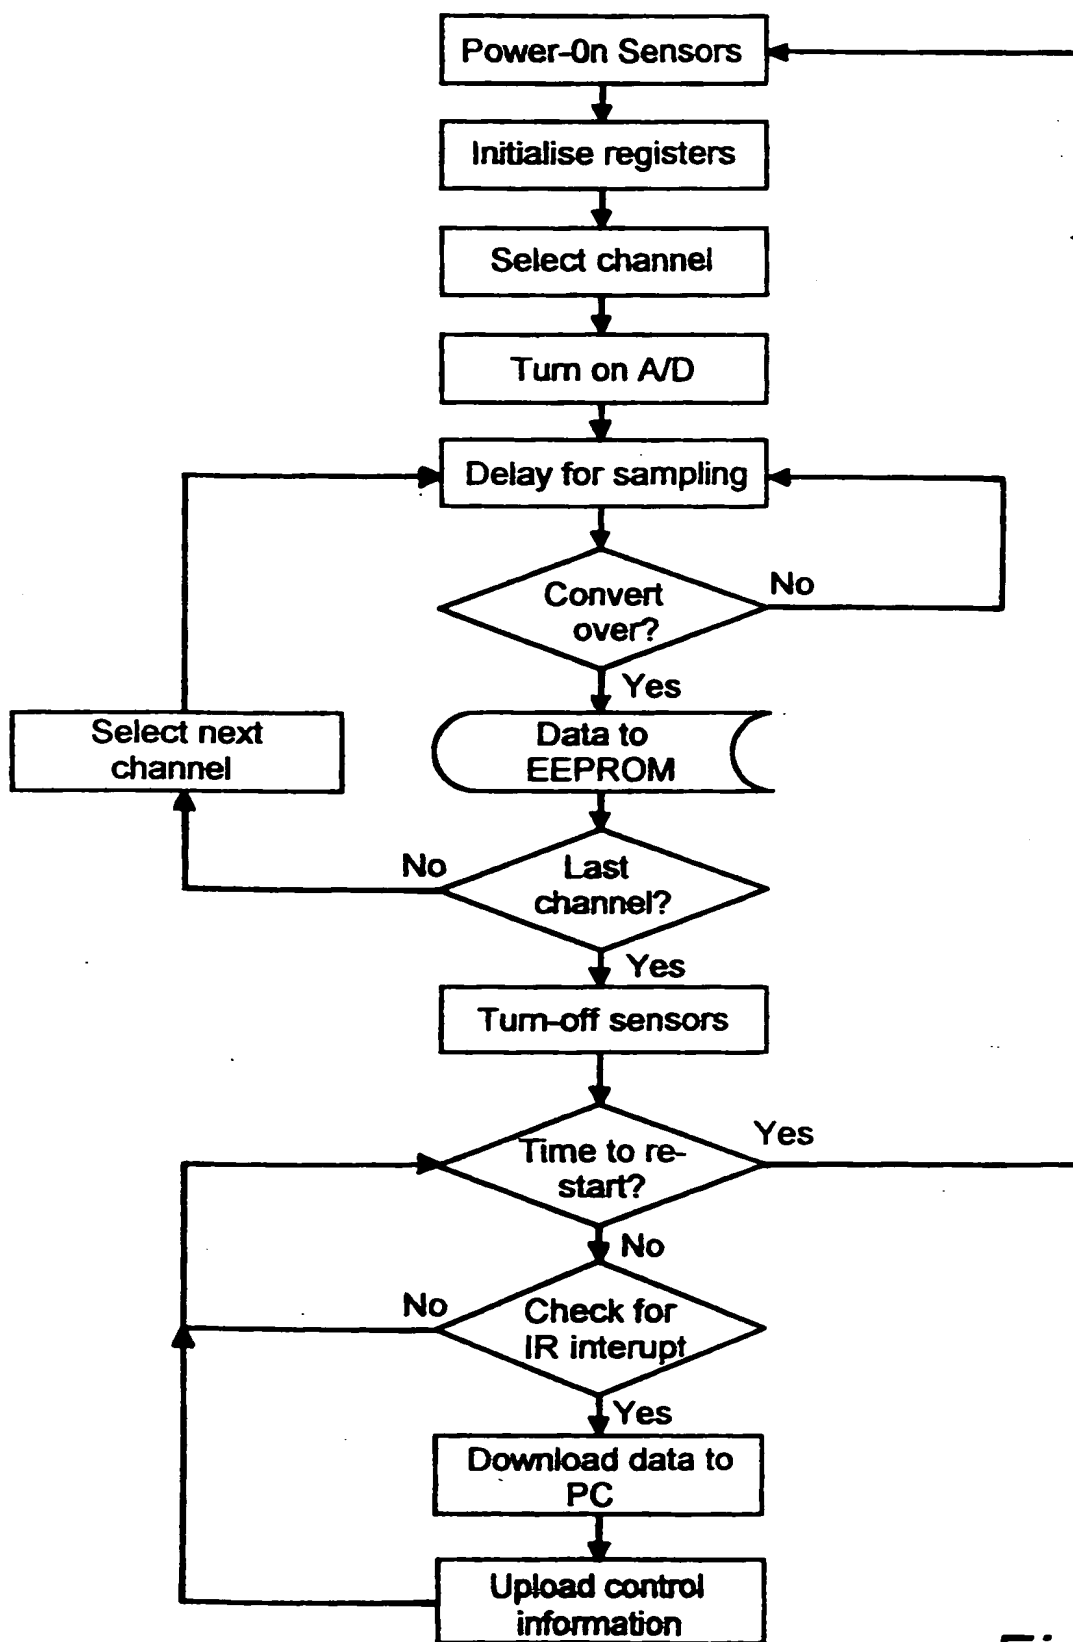 Power-0n Sensors
Initialise registers
Select channel
Turn on A/D
Delay for sampling
Convert
over?
No
Yes
Select next
channel
Data to
EEPROM
No
Last
channel?
Yes
Turn-off sensors
Time to re-
start?
Yes
No
No
Check for
IR interupt
Yes
Download data to
PC
Upload control
information